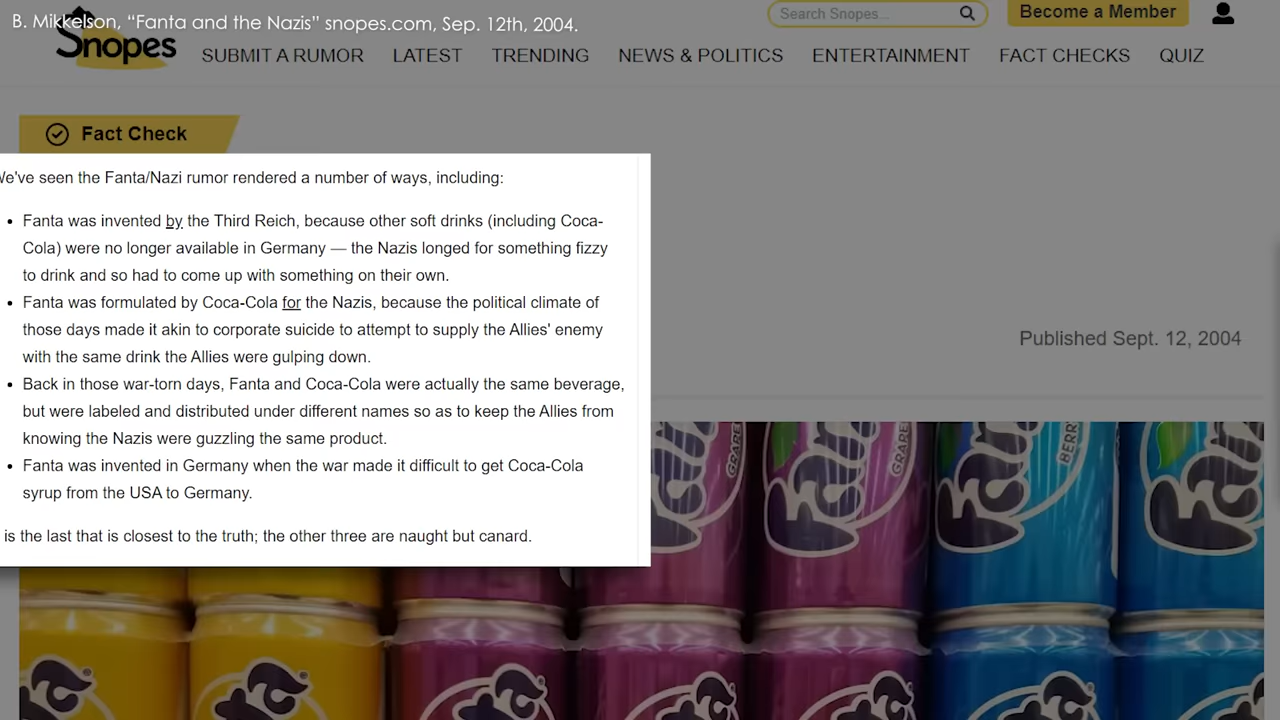 B. Mikkelson, “Fanta and the Nazis” snopes.com, Sep. 12th, 2004.
Search Snopes...
Become a Member
Snopes
SUBMIT A RUMOR LATEST TRENDING NEWS & POLITICS ENTERTAINMENT FACT CHECKS QUIZ
Fact Check
We've seen the Fanta/Nazi rumor rendered a number of ways, including:
• Fanta was invented by the Third Reich, because other soft drinks (including Coca-
Cola) were no longer available in Germany — the Nazis longed for something fizzy
to drink and so had to come up with something on their own.
• Fanta was formulated by Coca-Cola for the Nazis, because the political climate of
those days made it akin to corporate suicide to attempt to supply the Allies' enemy
with the same drink the Allies were gulping down.
• Back in those war-torn days, Fanta and Coca-Cola were actually the same beverage,
but were labeled and distributed under different names so as to keep the Allies from
knowing the Nazis were guzzling the same product.
• Fanta was invented in Germany when the war made it difficult to get Coca-Cola
syrup from the USA to Germany.
is the last that is closest to the truth; the other three are naught but canard.
Published Sept. 12, 2004
GRAPE
GRAPE
BERRY